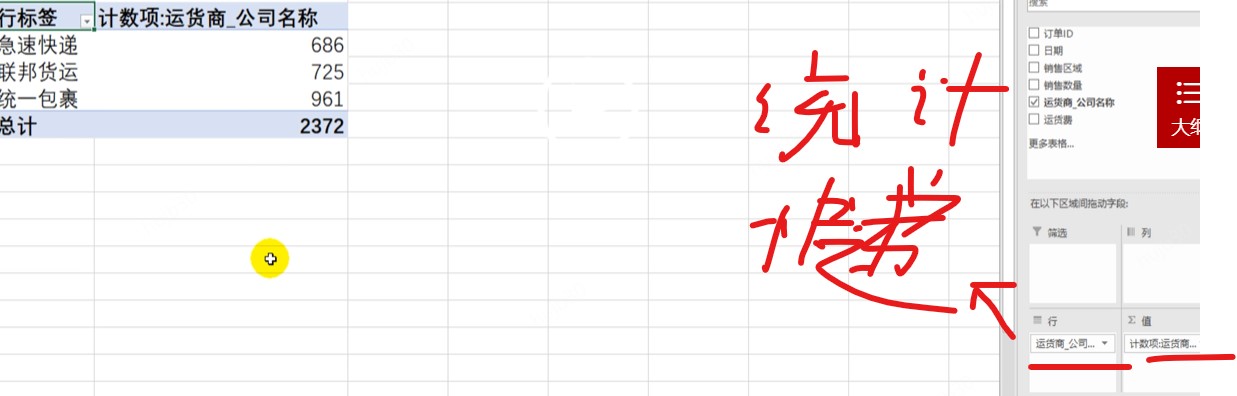 行标签 计数项:运货商_公司名称
急速快递 686
联邦货运 725
统一包裹 961
总计 2372
统计
搜索
订单ID
日期
销售区域
销售数量
运货商_公司名称
运货费
更多表格...
大纲
在以下区域间拖动字段:
筛选 列
行 Σ 值
运货商_公司... 计数项:运货商...